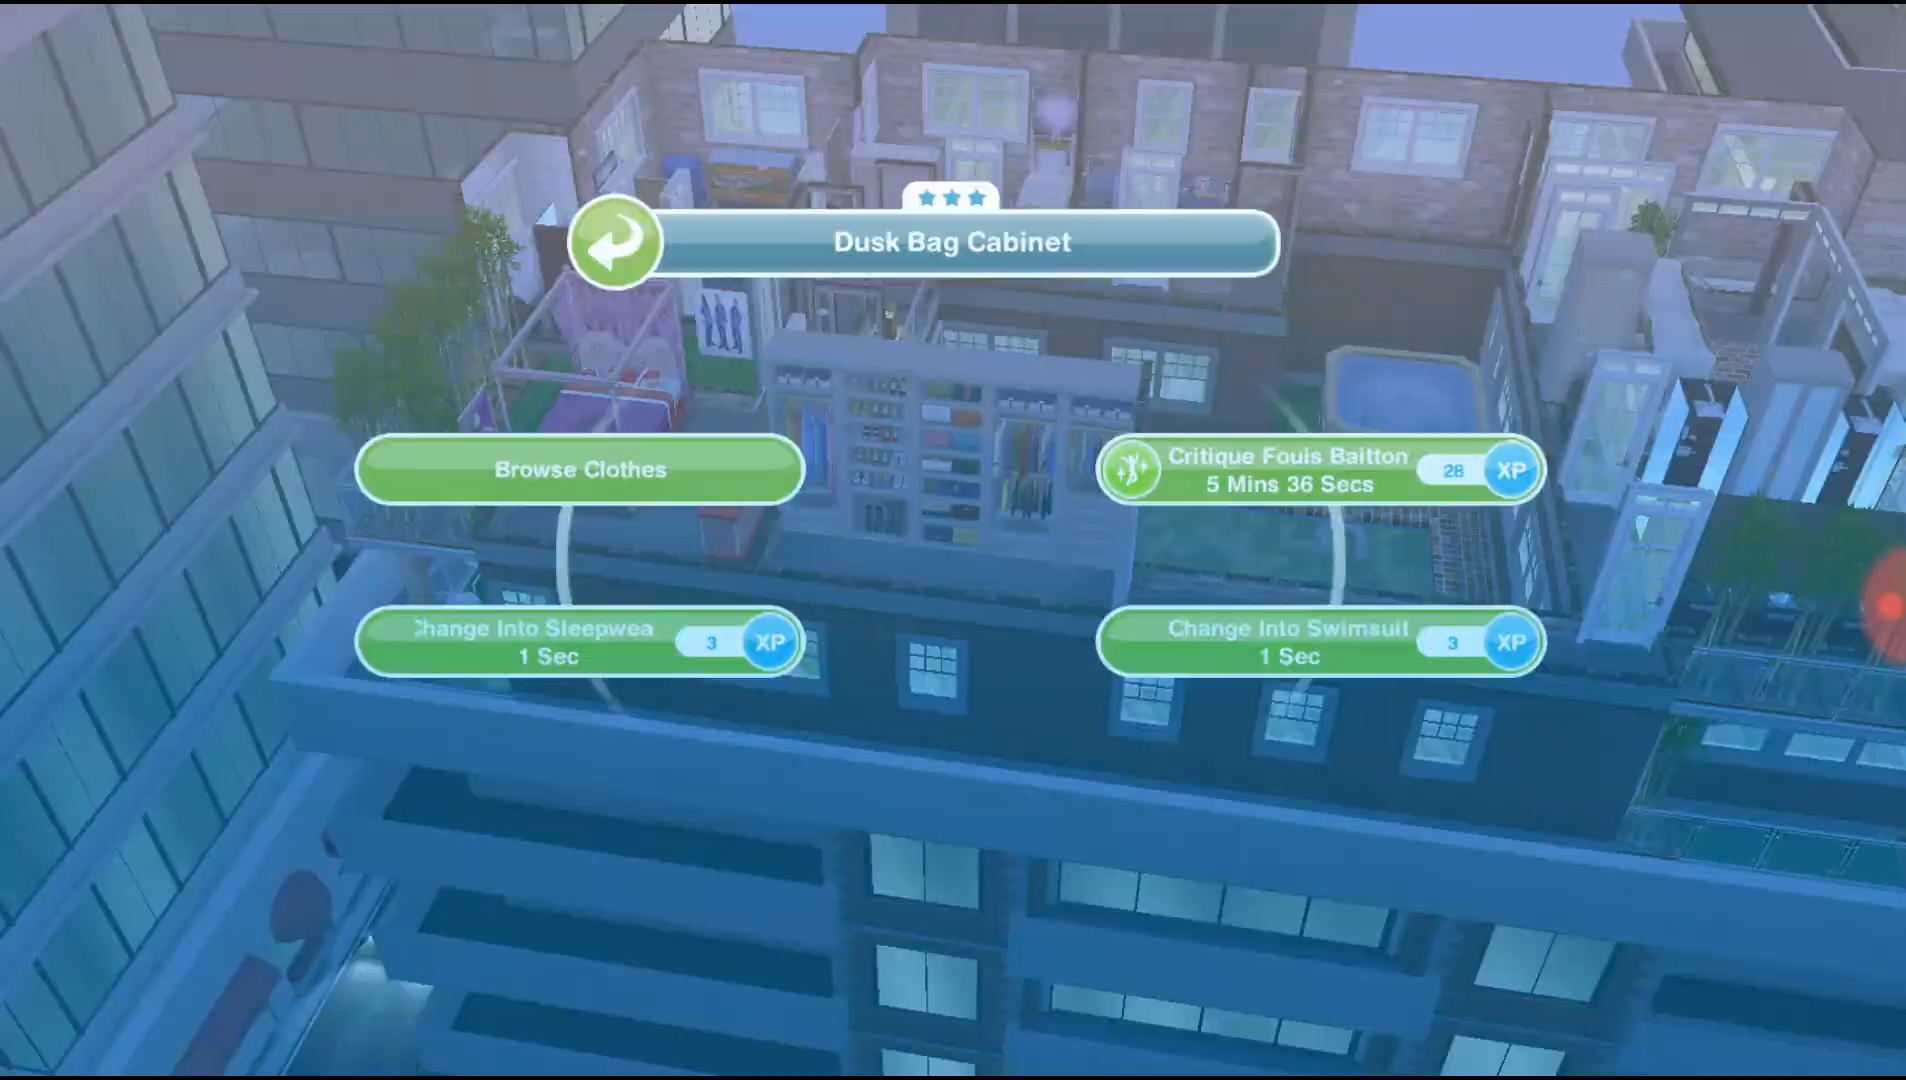 Dusk Bag Cabinet
Browse Clothes
Critique Fouis Baitton
5 Mins 36 Secs
28
XP
Change Into Sleepwea
1 Sec
3
XP
Change Into Swimsuit
1 Sec
3
XP